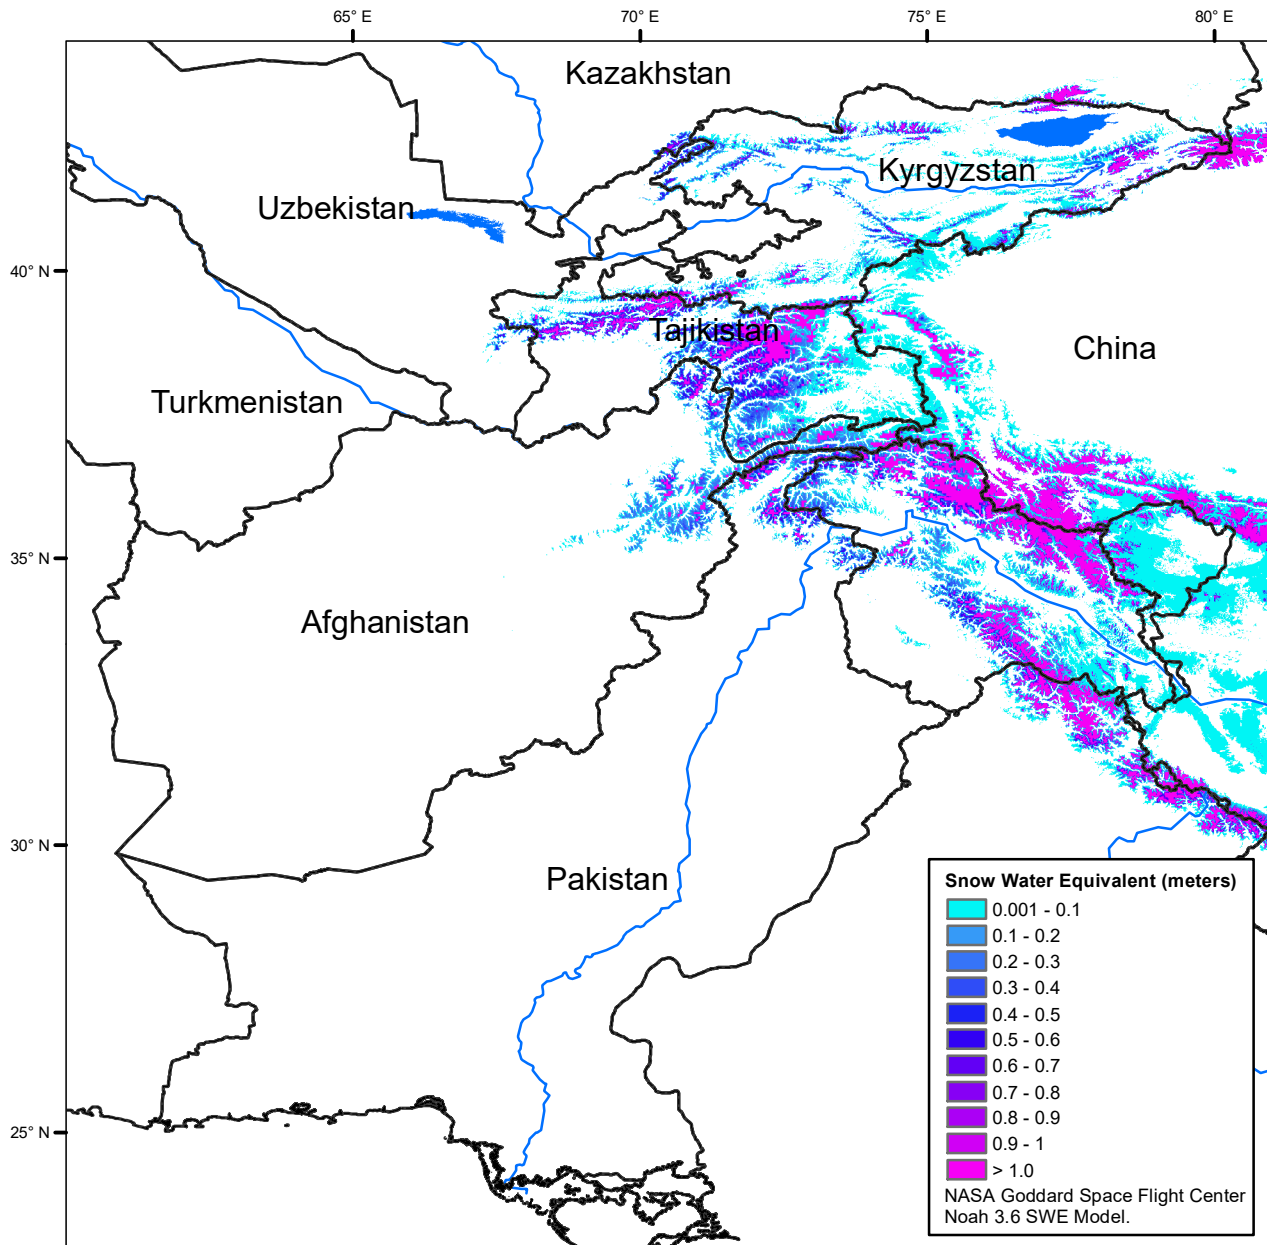 65° E
70° E
75° E
80° E
Kazakhstan
Kyrgyzstan
Uzbekistan
40° N
Tajikistan
China
Turkmenistan
35° N
Afghanistan
30° N
Pakistan
25° N
Snow Water Equivalent (meters)
0.001 - 0.1
0.1 - 0.2
0.2 - 0.3
0.3 - 0.4
0.4 - 0.5
0.5 - 0.6
0.6 - 0.7
0.7 - 0.8
0.8 - 0.9
0.9 - 1
> 1.0
NASA Goddard Space Flight Center
Noah 3.6 SWE Model.